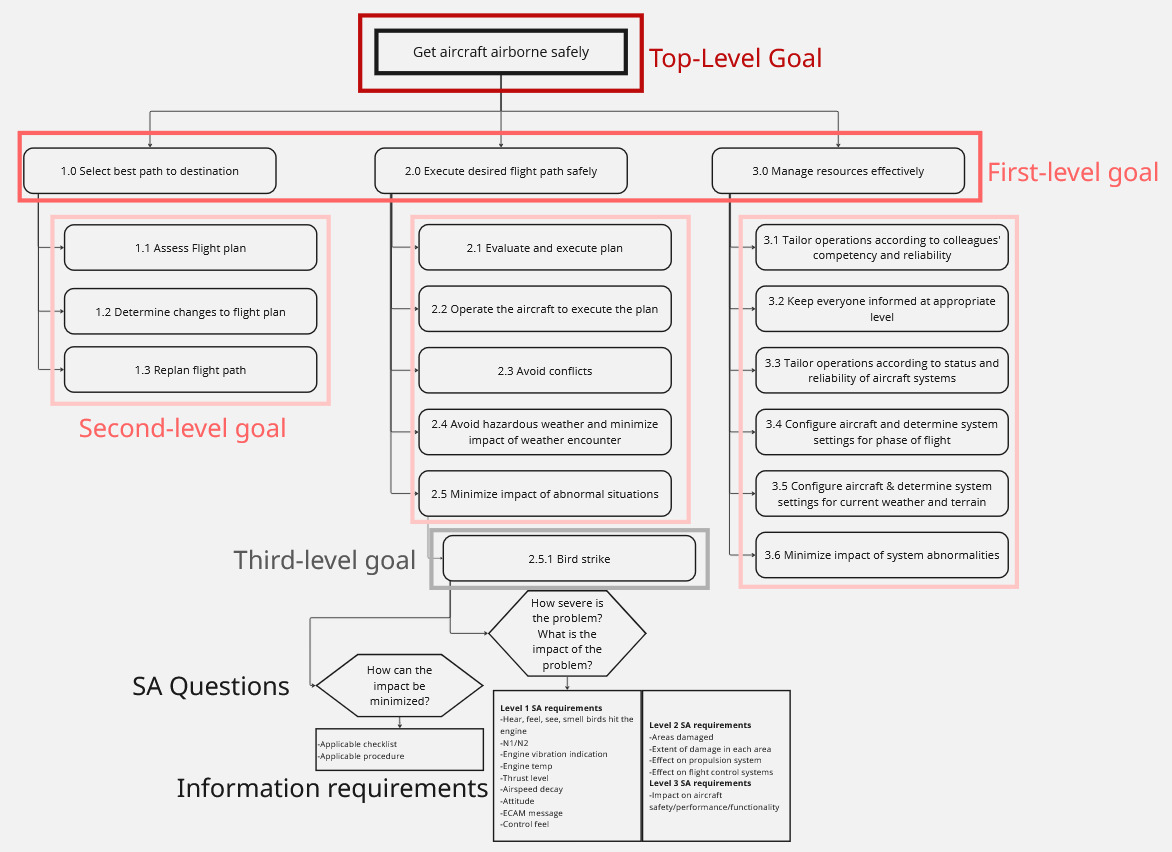 Get aircraft airborne safely
Top-Level Goal
1.0 Select best path to destination
2.0 Execute desired flight path safely
3.0 Manage resources effectively
First-level goal
1.1 Assess Flight plan
1.2 Determine changes to flight plan
1.3 Replan flight path
Second-level goal
2.1 Evaluate and execute plan
2.2 Operate the aircraft to execute the plan
2.3 Avoid conflicts
2.4 Avoid hazardous weather and minimize
impact of weather encounter
2.5 Minimize impact of abnormal situations
3.1 Tailor operations according to colleagues'
competency and reliability
3.2 Keep everyone informed at appropriate
level
3.3 Tailor operations according to status and
reliability of aircraft systems
3.4 Configure aircraft and determine system
settings for phase of flight
3.5 Configure aircraft & determine system
settings for current weather and terrain
3.6 Minimize impact of system abnormalities
Third-level goal
2.5.1 Bird strike
How severe is
the problem?
What is the
impact of the
problem?
SA Questions
How can the
impact be
minimized?
-Applicable checklist
-Applicable procedure
Information requirements
Level 1 SA requirements
-Hear, feel, see, smell birds hit the
engine
-N1/N2
-Engine vibration indication
-Engine temp
-Thrust level
-Airspeed decay
-Attitude
-ECAM message
-Control feel
Level 2 SA requirements
-Areas damaged
-Extent of damage in each area
-Effect on propulsion system
-Effect on flight control systems
Level 3 SA requirements
-Impact on aircraft
safety/performance/functionality